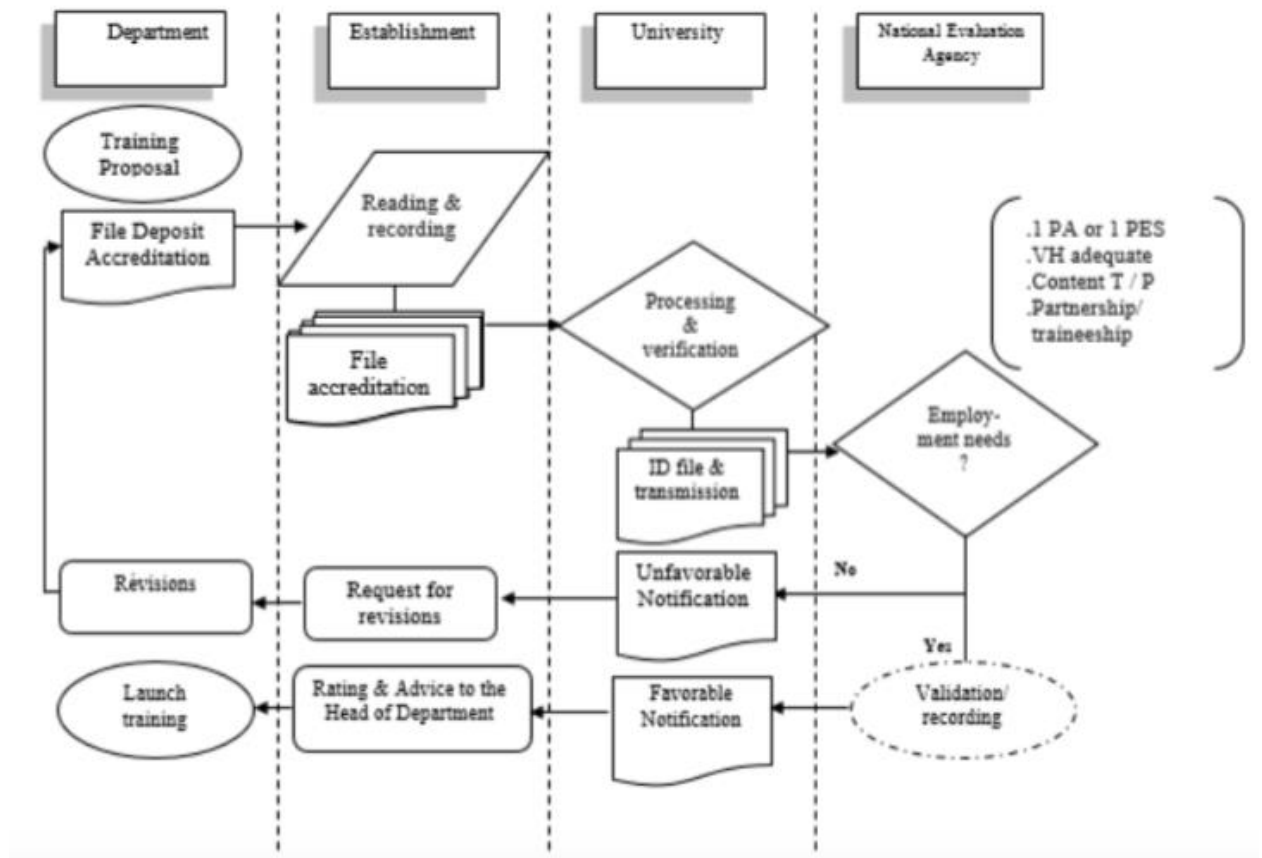 Department
Establishment
University
National Evaluation
Agency
Training
Proposal
File Deposit
Accreditation
Reading &
recording
File
accreditation
Processing
&
verification
ID file &
transmission
.1 PA or 1 PES
.VH adequate
.Content T / P
.Partnership/
traineeship
Employ-
ment needs
?
No
Unfavorable
Notification
Request for
revisions
Révisions
Yes
Validation/
recording
Favorable
Notification
Rating & Advice to the
Head of Department
Launch
training